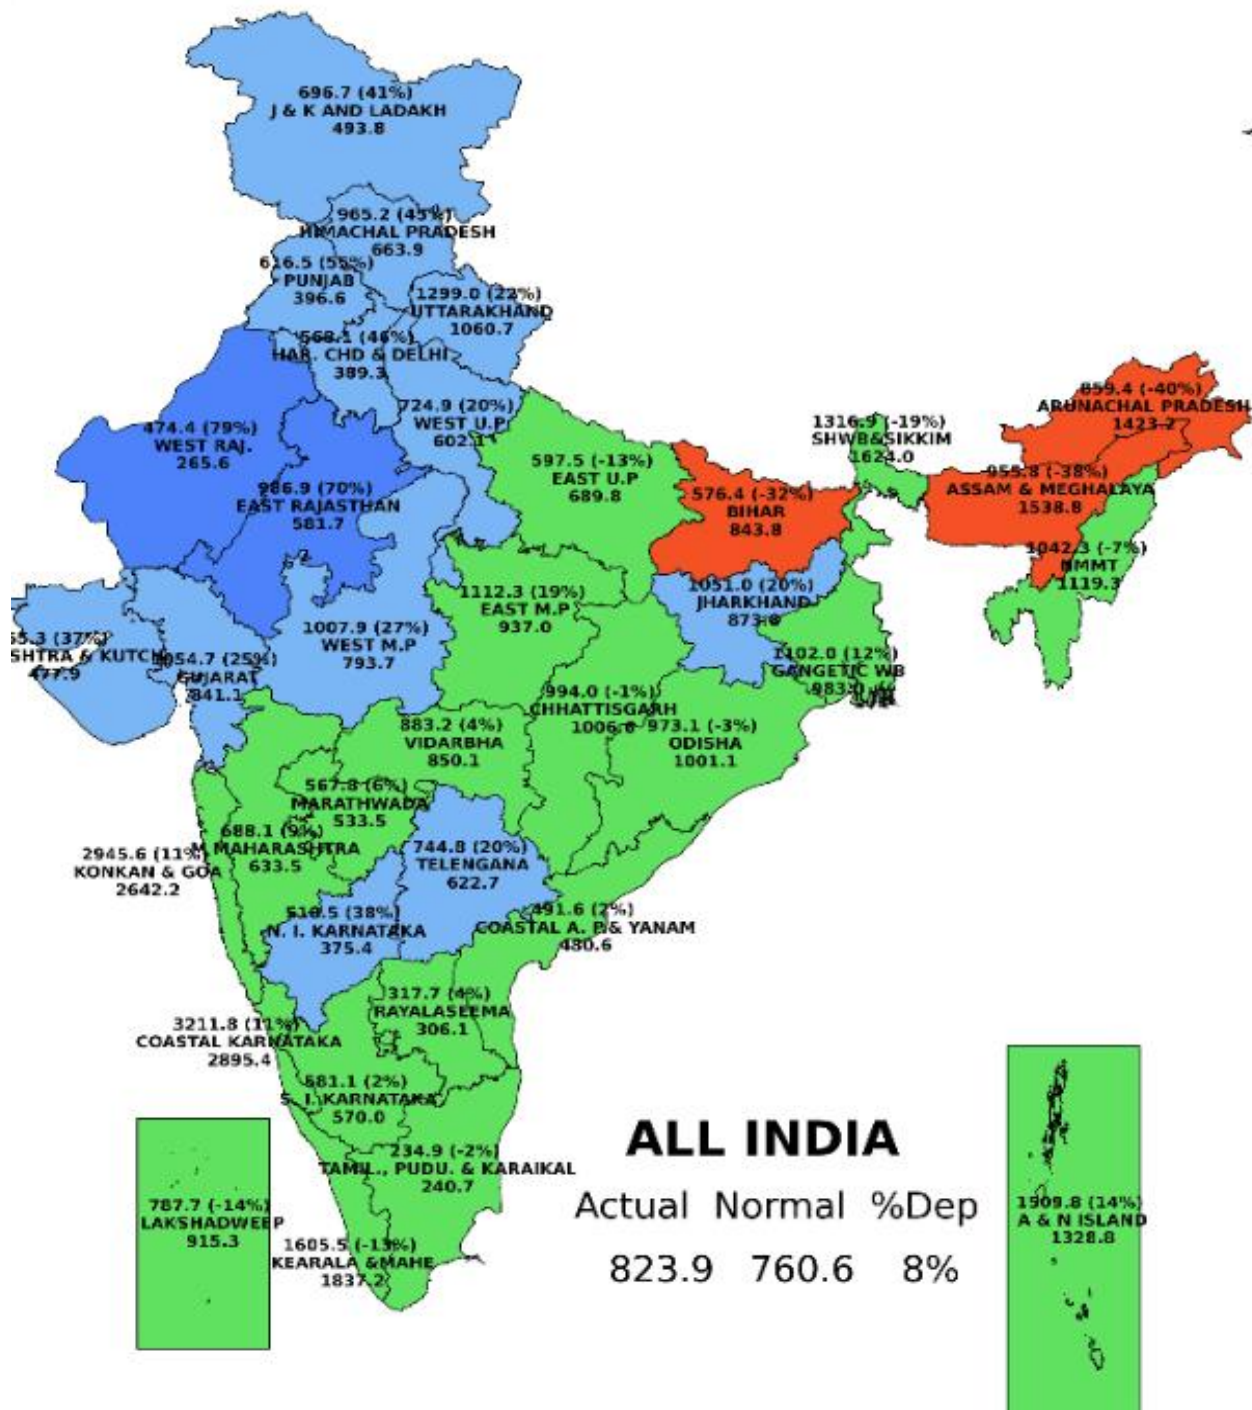 696.7 (41%)
J & K AND LADAKH
493.8
965.2 (45%)
HIMACHAL PRADESH
663.9
616.5 (55%)
PUNJAB
396.6
1299.0 (22%)
UTTARAKHAND
1060.7
568.1 (46%)
HAR. CHD & DELHI
389.3
724.9 (20%)
WEST U.P
602.1
474.4 (79%)
WEST RAJ.
265.6
986.9 (70%)
EAST RAJASTHAN
581.7
597.5 (-13%)
EAST U.P
689.8
576.4 (-32%)
BIHAR
843.8
1316.9 (-19%)
SHWB&SIKKIM
1624.0
859.4 (-40%)
ARUNACHAL PRADESH
1423.2
955.8 (-38%)
ASSAM & MEGHALAYA
1538.8
1042.3 (-7%)
NMMT
1119.3
55.3 (37%)
SHTRA & KUTCH
477.9
1054.7 (25%)
GUJARAT
841.1
1007.9 (27%)
WEST M.P
793.7
1112.3 (19%)
EAST M.P
937.0
1051.0 (20%)
JHARKHAND
1102.0 (12%)
GANGETIC WB
983.0
994.0 (-1%)
CHHATTISGARH
1006.6
973.1 (-3%)
ODISHA
1001.1
883.2 (4%)
VIDARBHA
850.1
567.8 (6%)
MARATHWADA
533.5
688.1 (9%)
M MAHARASHTRA
633.5
2945.6 (11%)
KONKAN & GOA
2642.2
744.8 (20%)
TELENGANA
622.7
(38%)
N. I. KARNATAKA
375.4
491.6 (2%)
COASTAL A. P.& YANAM
480.6
317.7 (4%)
RAYALASEEMA
306.1
3211.8 (11%)
COASTAL KARNATAKA
2895.4
581.1 (2%)
S. I. KARNATAKA
570.0
234.9 (-2%)
TAMIL., PUDU. & KARAIKAL
240.7
787.7 (-14%)
LAKSHADWEEP
915.3
1605.5 (-13%)
KEARALA &MAHE
1837.2
ALL INDIA
Actual Normal %Dep
823.9 760.6 8%
1509.8 (14%)
A & N ISLAND
1328.8